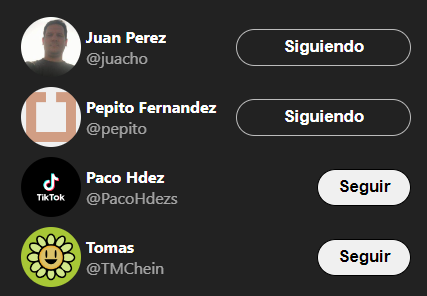 Juan Perez
@juacho
Siguiendo
Pepito Fernandez
@pepito
Siguiendo
TikTok
Paco Hdez
@PacoHdezs
Seguir
Tomas
@TMChein
Seguir